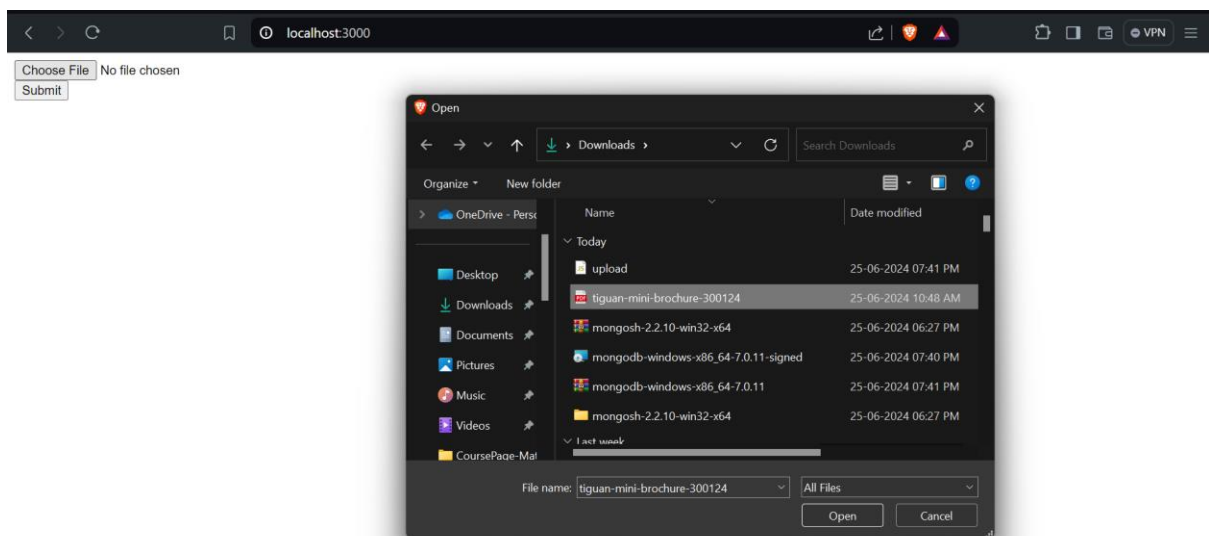 localhost:3000
VPN
Choose File No file chosen
Submit
Open
Downloads
Search Downloads
Organize New folder
OneDrive - Perso
Name Date modified
Today
Desktop
upload 25-06-2024 07:41 PM
Downloads
tiguan-mini-brochure-300124 25-06-2024 10:48 AM
Documents
mongosh-2.2.10-win32-x64 25-06-2024 06:27 PM
Pictures
mongodb-windows-x86_64-7.0.11-signed 25-06-2024 07:40 PM
Music
mongodb-windows-x86_64-7.0.11 25-06-2024 07:41 PM
Videos
mongosh-2.2.10-win32-x64 25-06-2024 06:27 PM
CoursePage-Mat
Last week
File name: tiguan-mini-brochure-300124 All Files
Open Cancel